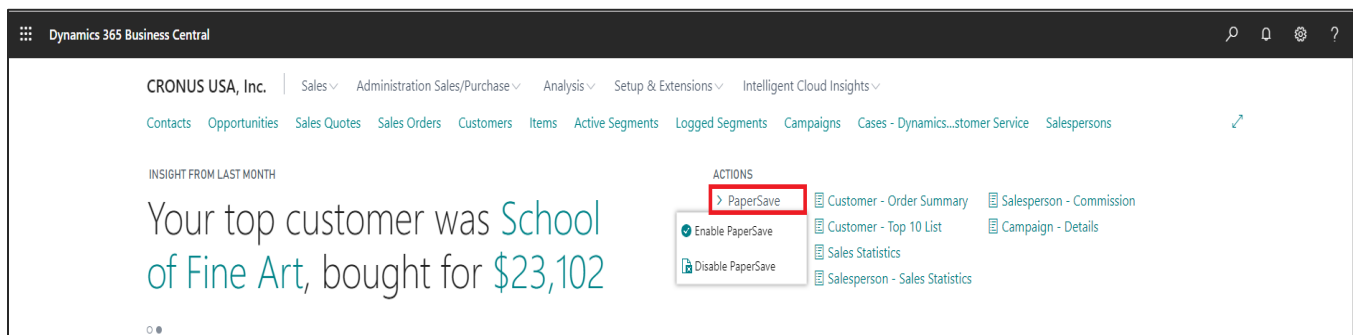 Dynamics 365 Business Central
?
CRONUS USA, Inc. Sales Administration Sales/Purchase Analysis Setup & Extensions Intelligent Cloud Insights
Contacts Opportunities Sales Quotes Sales Orders Customers Items Active Segments Logged Segments Campaigns Cases - Dynamics...stomer Service Salespersons
INSIGHT FROM LAST MONTH
Your top customer was School
of Fine Art, bought for $23,102
ACTIONS
> PaperSave
Enable PaperSave
Disable PaperSave
Customer - Order Summary
Customer - Top 10 List
Sales Statistics
Salesperson - Sales Statistics
Salesperson - Commission
Campaign - Details